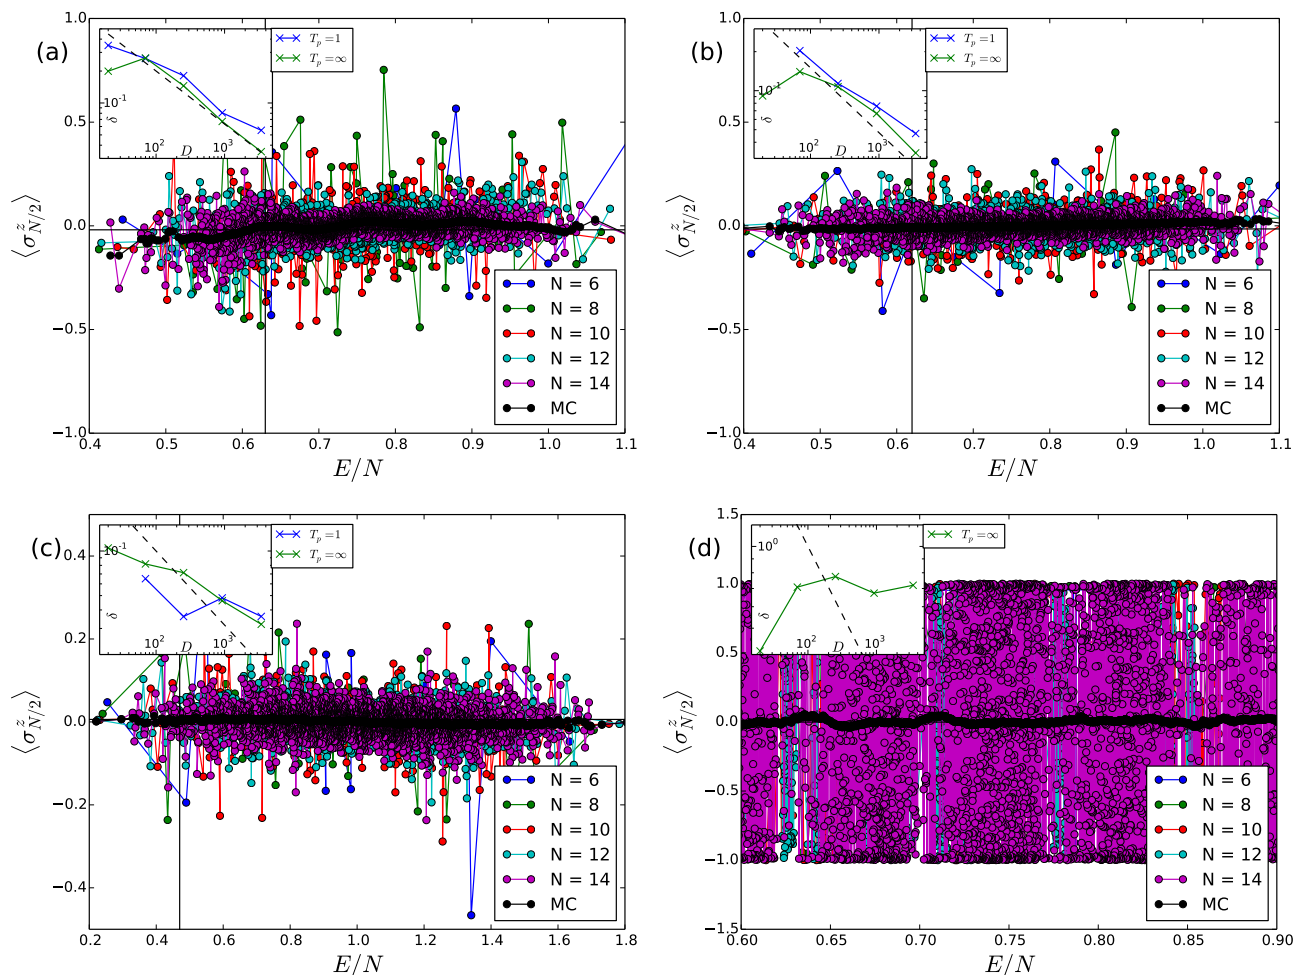 (a)
1.0
0.5
0.0
−0.5
−1.0
⟨σ^z_{N/2}⟩
0.4 0.5 0.6 0.7 0.8 0.9 1.0 1.1
E/N
10^{-1}
δ
10^2 D 10^3
T_p=1
T_p=∞
N = 6
N = 8
N = 10
N = 12
N = 14
MC
(b)
1.0
0.5
0.0
−0.5
−1.0
⟨σ^z_{N/2}⟩
0.4 0.5 0.6 0.7 0.8 0.9 1.0 1.1
E/N
10^{-1}
δ
10^2 D 10^3
T_p=1
T_p=∞
N = 6
N = 8
N = 10
N = 12
N = 14
MC
(c)
0.4
0.2
0.0
−0.2
−0.4
⟨σ^z_{N/2}⟩
0.2 0.4 0.6 0.8 1.0 1.2 1.4 1.6 1.8
E/N
10^{-1}
δ
10^2 D 10^3
T_p=1
T_p=∞
N = 6
N = 8
N = 10
N = 12
N = 14
MC
(d)
1.5
1.0
0.5
0.0
−0.5
−1.0
−1.5
⟨σ^z_{N/2}⟩
0.60 0.65 0.70 0.75 0.80 0.85 0.90
E/N
10^0
δ
10^2 D 10^3
T_p=∞
N = 6
N = 8
N = 10
N = 12
N = 14
MC